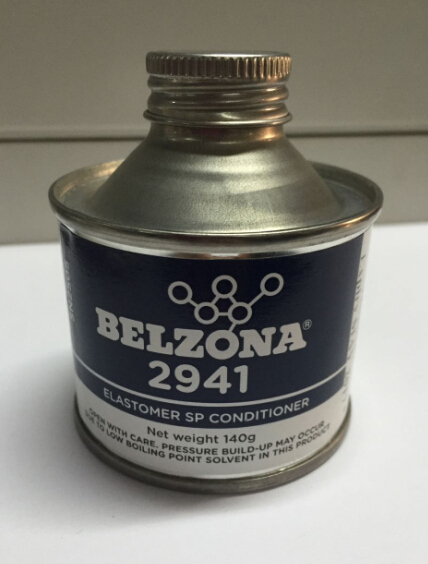 BELZONA®
2941
ELASTOMER SP CONDITIONER
Net weight 140g
OPEN WITH CARE. PRESSURE BUILD-UP MAY OCCUR
DUE TO LOW BOILING POINT SOLVENT IN THIS PRODUCT